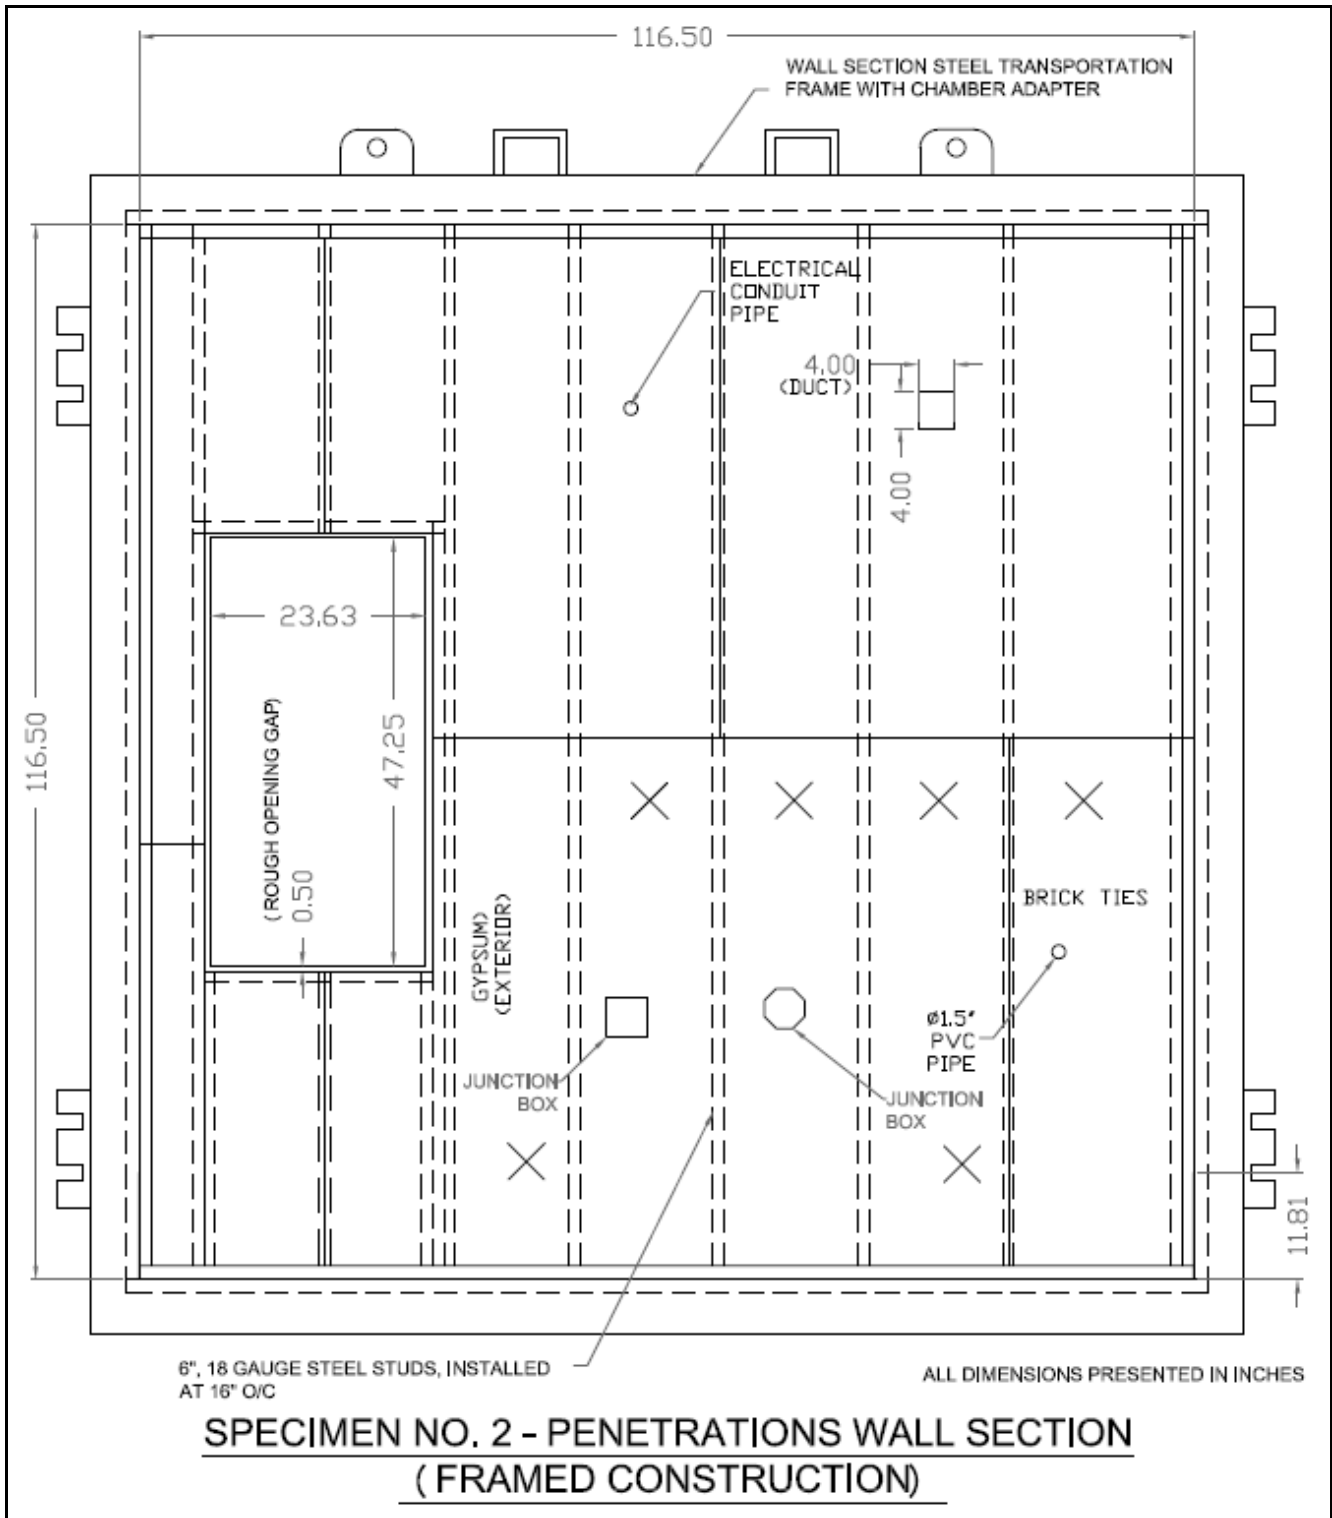 116.50
WALL SECTION STEEL TRANSPORTATION
FRAME WITH CHAMBER ADAPTER
ELECTRICAL
CONDUIT
PIPE
4.00
(DUCT)
4.00
23.63
47.25
116.50
(ROUGH OPENING GAP)
0.50
GYPSUM)
(EXTERIOR)
BRICK TIES
ø1.5"
PVC
PIPE
JUNCTION
BOX
JUNCTION
BOX
11.81
6", 18 GAUGE STEEL STUDS, INSTALLED
AT 16" O/C
ALL DIMENSIONS PRESENTED IN INCHES
SPECIMEN NO. 2 - PENETRATIONS WALL SECTION
( FRAMED CONSTRUCTION)